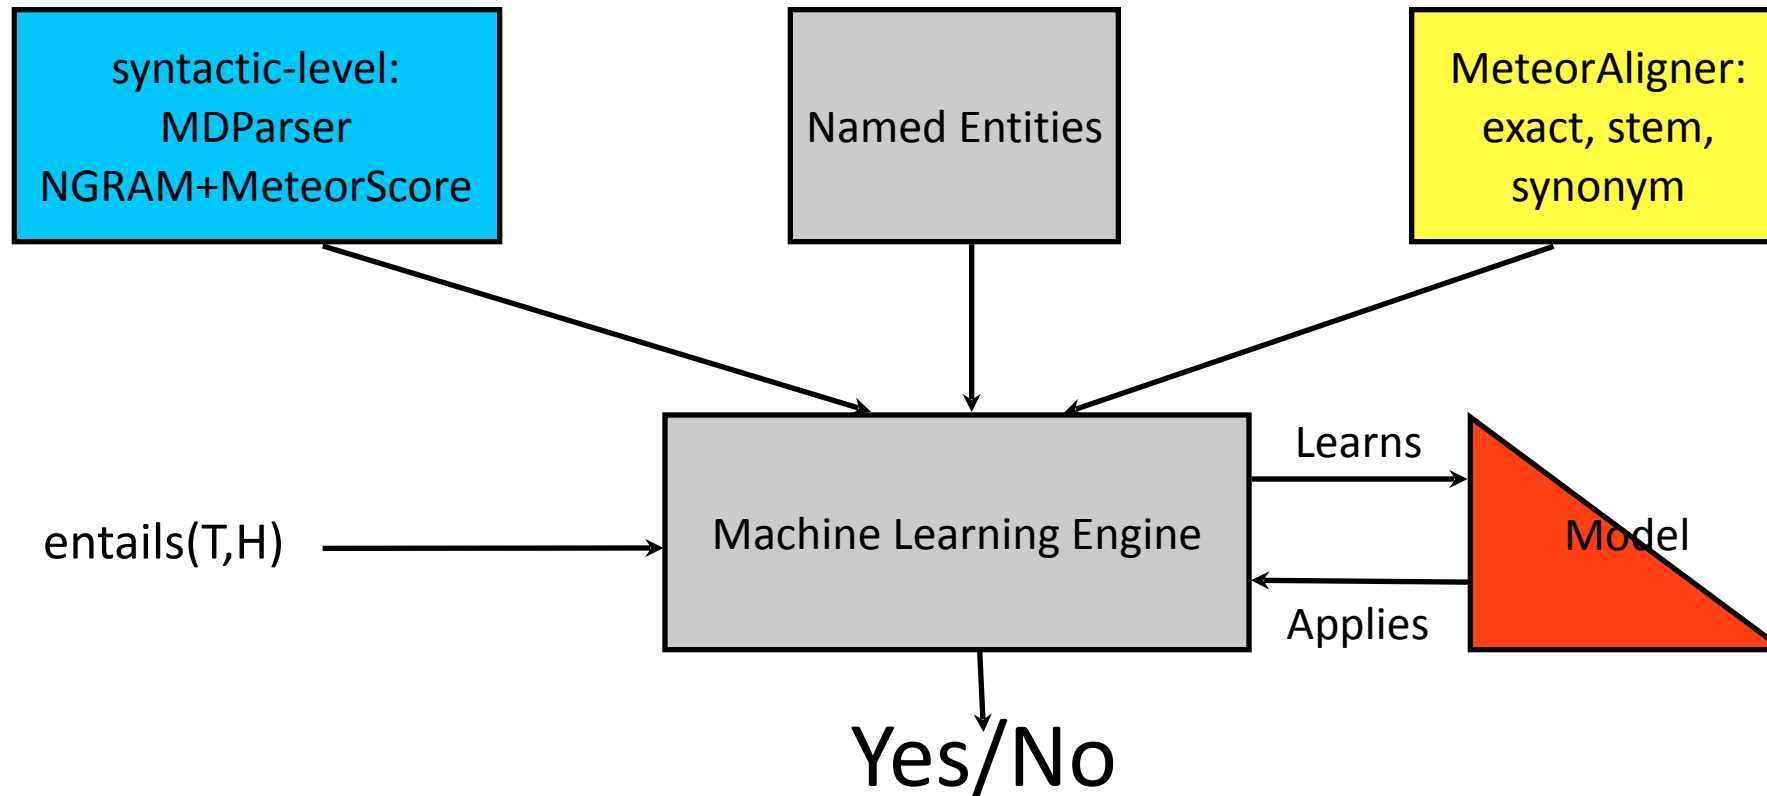 syntactic-level:
MDParser
NGRAM+MeteorScore
Named Entities
MeteorAligner:
exact, stem,
synonym
Learns
entails(T,H)
Machine Learning Engine
Model
Applies
Yes/No